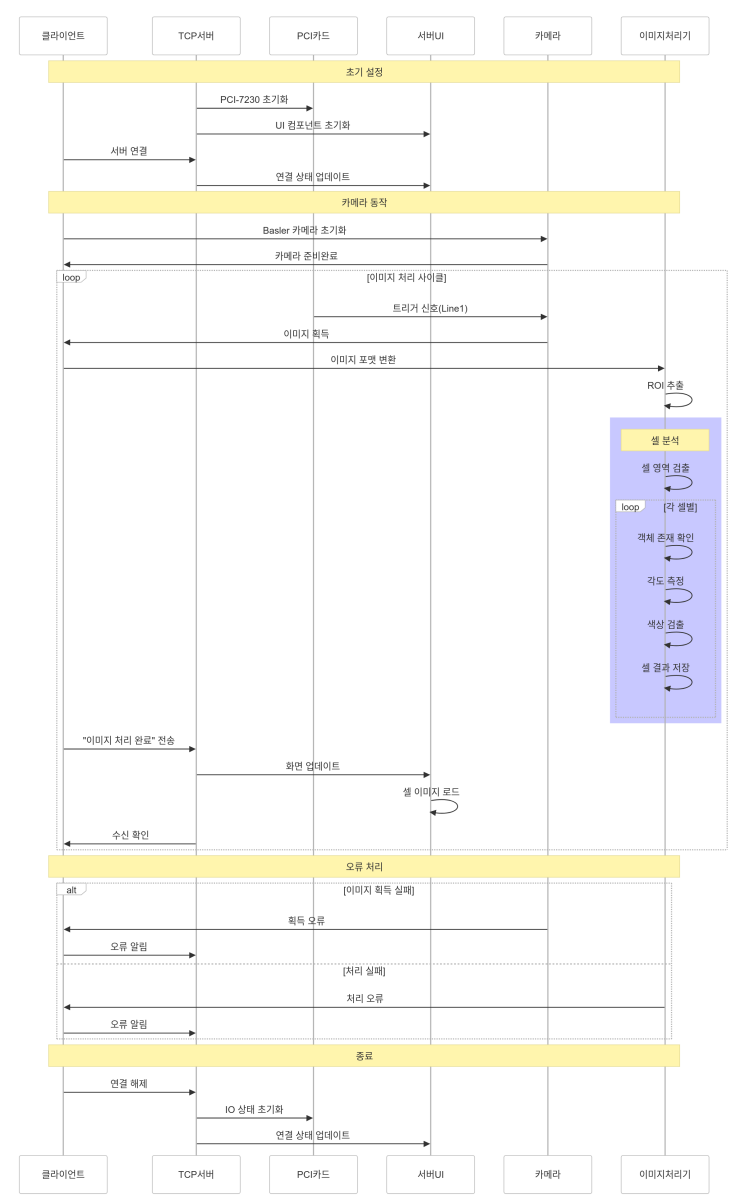 클라이언트
TCP서버
PCI카드
서버UI
카메라
이미지처리기
초기 설정
PCI-7230 초기화
UI 컴포넌트 초기화
서버 연결
연결 상태 업데이트
카메라 동작
Basler 카메라 초기화
카메라 준비완료
loop
[이미지 처리 사이클]
트리거 신호(Line1)
이미지 획득
이미지 포맷 변환
ROI 추출
셀 분석
셀 영역 검출
loop
[각 셀별]
객체 존재 확인
각도 측정
색상 검출
셀 결과 저장
"이미지 처리 완료" 전송
화면 업데이트
셀 이미지 로드
수신 확인
오류 처리
alt
[이미지 획득 실패]
획득 오류
오류 알림
[처리 실패]
처리 오류
오류 알림
종료
연결 해제
IO 상태 초기화
연결 상태 업데이트
클라이언트
TCP서버
PCI카드
서버UI
카메라
이미지처리기